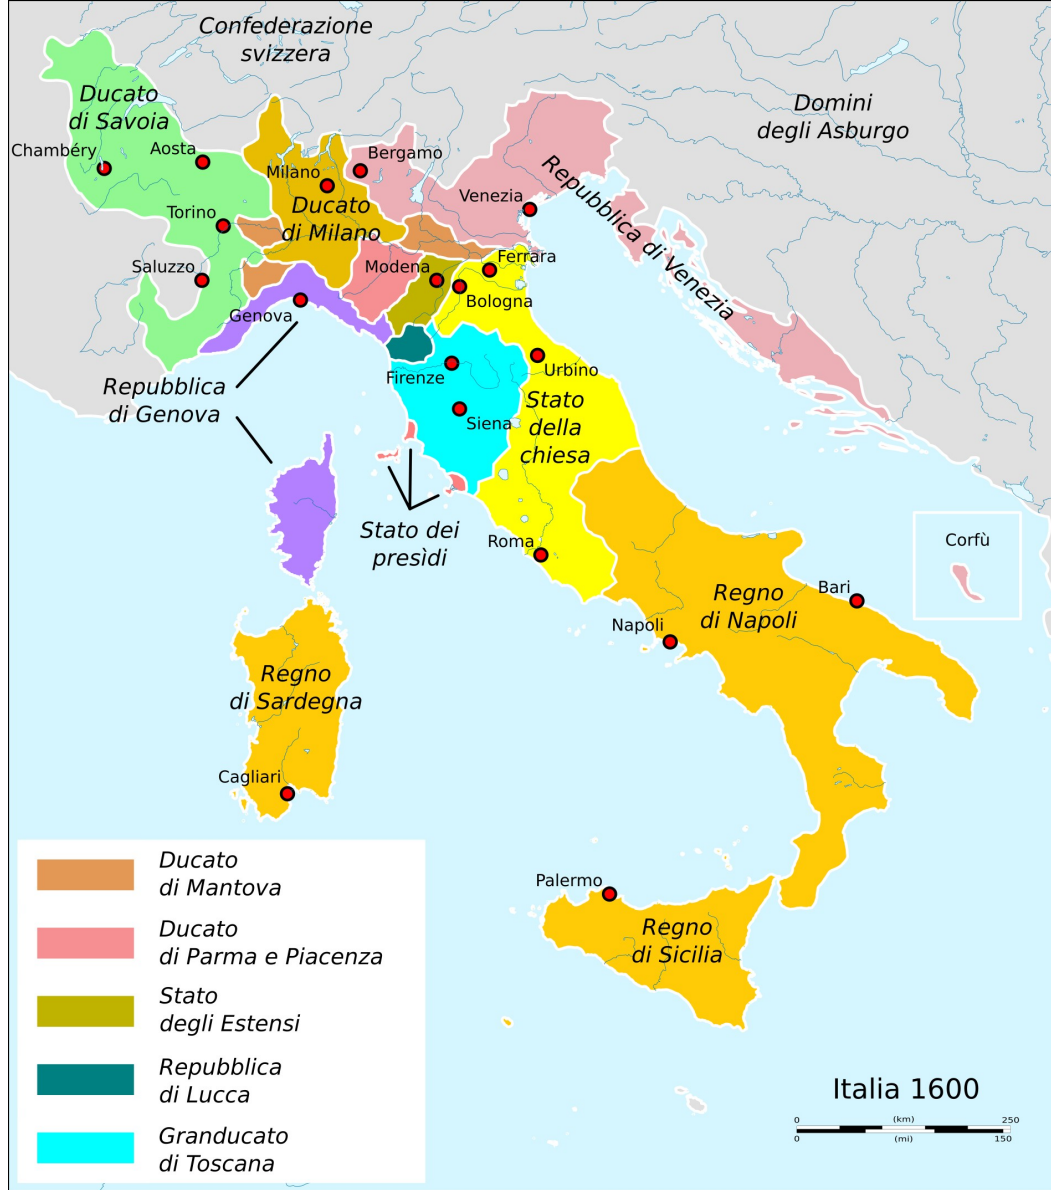 Confederazione
svizzera
Ducato
di Savoia
Domini
degli Asburgo
Chambéry
Aosta
Bergamo
Milano
Ducato
di Milano
Venezia
Repubblica di Venezia
Torino
Saluzzo
Modena
Ferrara
Bologna
Genova
Repubblica
di Genova
Firenze
Urbino
Siena
Stato
della
chiesa
Stato dei
presìdi
Roma
Corfù
Regno
di Napoli
Bari
Napoli
Regno
di Sardegna
Cagliari
Palermo
Regno
di Sicilia
Ducato
di Mantova
Ducato
di Parma e Piacenza
Stato
degli Estensi
Repubblica
di Lucca
Granducato
di Toscana
Italia 1600
0 (km) 250
0 (mi) 150